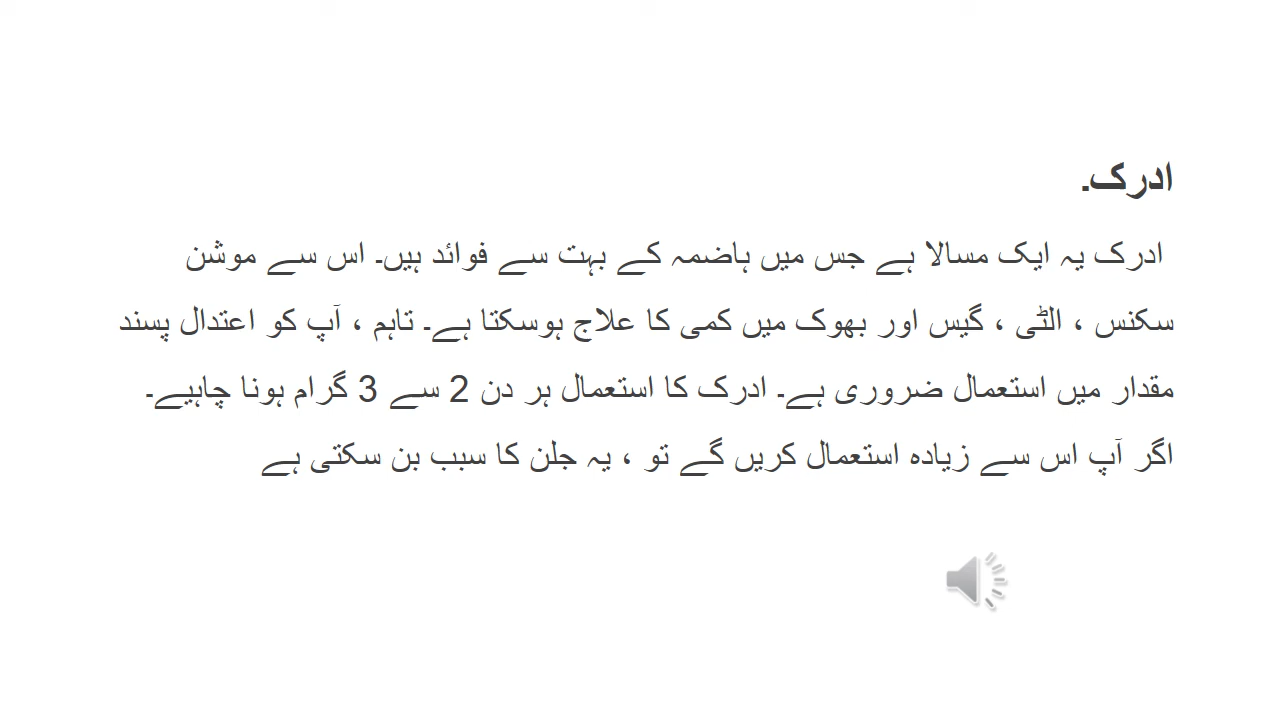 ادرک.
ادرک یہ ایک مسالا ہے جس میں ہاضمہ کے بہت سے فوائد ہیں۔ اس سے موشن
سکنس ، الٹی ، گیس اور بھوک میں کمی کا علاج ہوسکتا ہے۔ تاہم ، آپ کو اعتدال پسند
مقدار میں استعمال ضروری ہے۔ ادرک کا استعمال ہر دن 2 سے 3 گرام ہونا چاہیے۔
اگر آپ اس سے زیادہ استعمال کریں گے تو ، یہ جلن کا سبب بن سکتی ہے